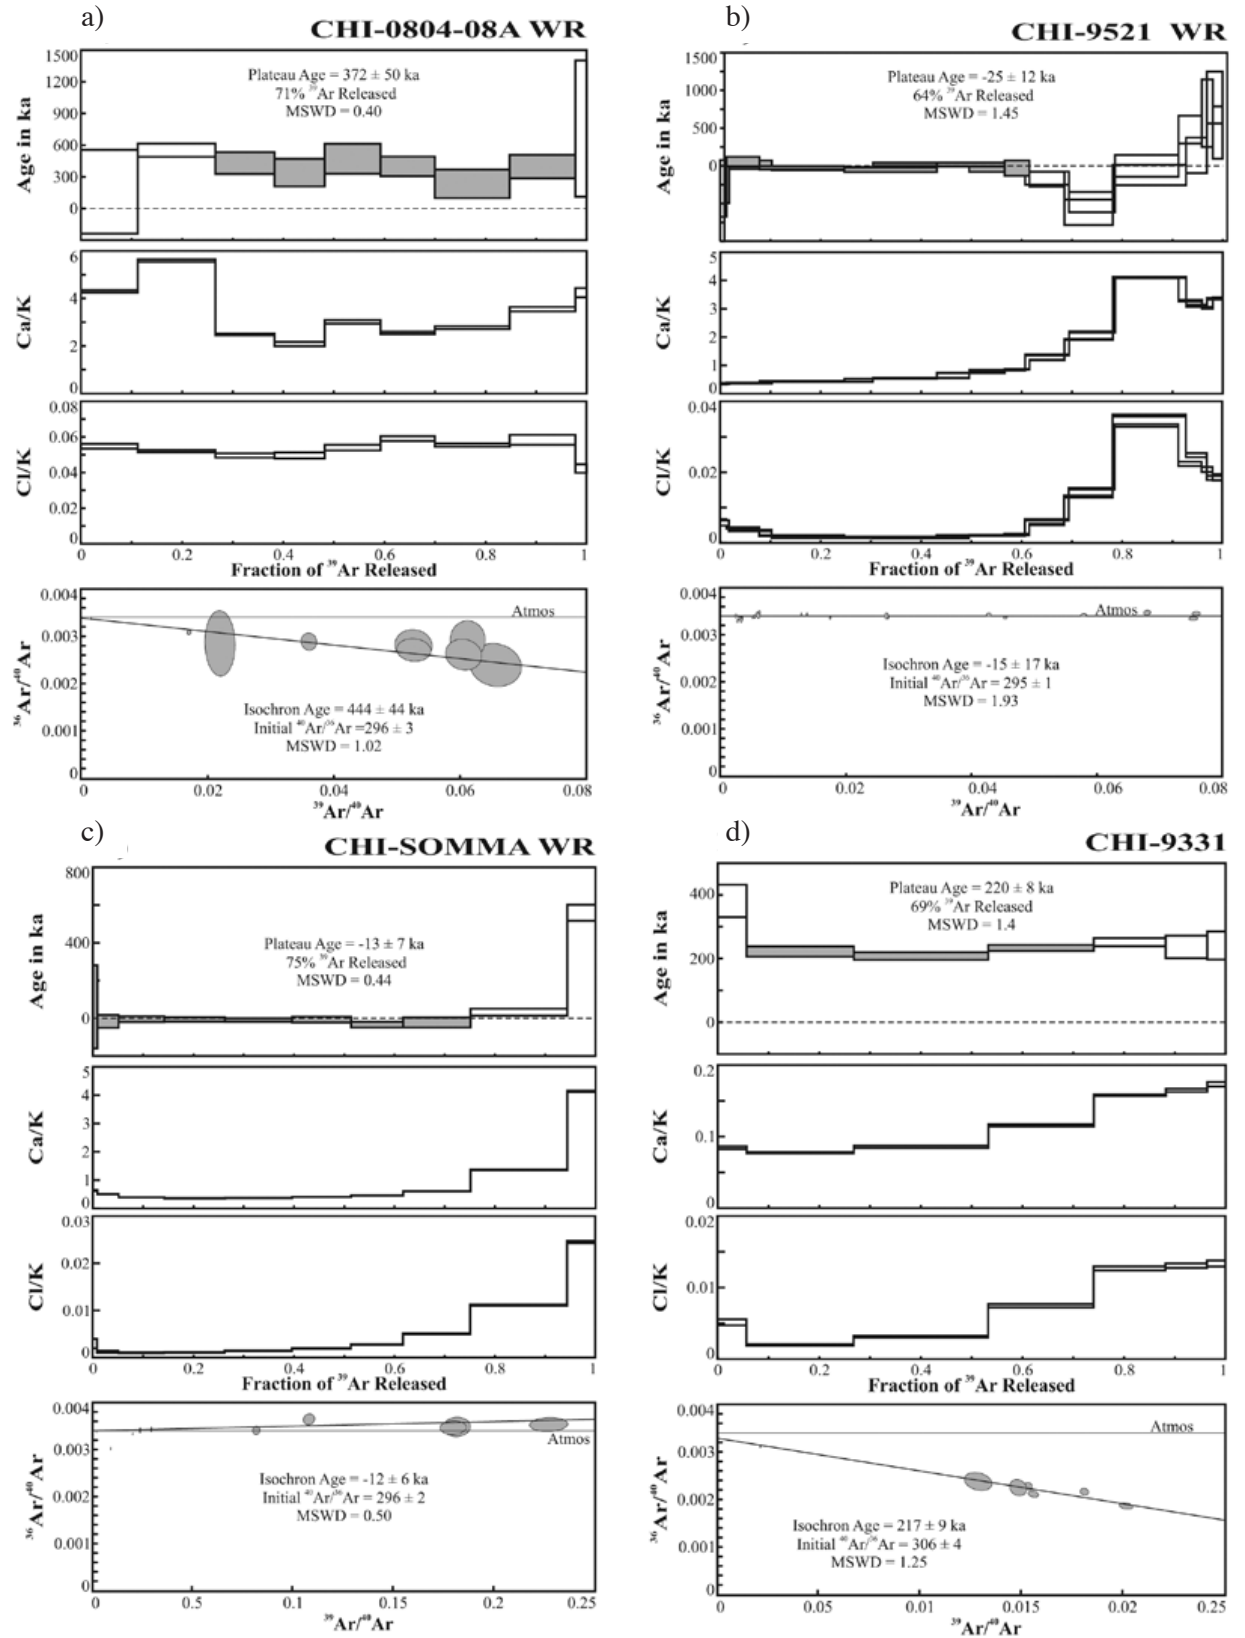 a)
CHI-0804-08A WR
1500
1200
900
600
300
0
Age in ka
Plateau Age = 372 ± 50 ka
71% ³⁹Ar Released
MSWD = 0.40
6
4
2
0
Ca/K
0.08
0.06
0.04
0.02
0
Cl/K
0 0.2 0.4 0.6 0.8 1
Fraction of ³⁹Ar Released
0.004
0.003
0.002
0.001
0
³⁶Ar/⁴⁰Ar
Atmos
Isochron Age = 444 ± 44 ka
Initial ⁴⁰Ar/³⁶Ar =296 ± 3
MSWD = 1.02
0 0.02 0.04 0.06 0.08
³⁹Ar/⁴⁰Ar
b)
CHI-9521 WR
1500
1000
500
0
Age in ka
Plateau Age = -25 ± 12 ka
64% ³⁹Ar Released
MSWD = 1.45
5
4
3
2
1
0
Ca/K
0.04
0.02
0
Cl/K
0 0.2 0.4 0.6 0.8 1
Fraction of ³⁹Ar Released
0.004
0.003
0.002
0.001
0
³⁶Ar/⁴⁰Ar
Atmos
Isochron Age = -15 ± 17 ka
Initial ⁴⁰Ar/³⁶Ar = 295 ± 1
MSWD = 1.93
0 0.02 0.04 0.06 0.08
³⁹Ar/⁴⁰Ar
c)
CHI-SOMMA WR
800
400
0
Age in ka
Plateau Age = -13 ± 7 ka
75% ³⁹Ar Released
MSWD = 0.44
5
4
3
2
1
0
Ca/K
0.03
0.02
0.01
0
Cl/K
0 0.2 0.4 0.6 0.8 1
Fraction of ³⁹Ar Released
0.004
0.003
0.002
0.001
0
³⁶Ar/⁴⁰Ar
Atmos
Isochron Age = -12 ± 6 ka
Initial ⁴⁰Ar/³⁶Ar = 296 ± 2
MSWD = 0.50
0 0.5 0.1 0.15 0.2 0.25
³⁹Ar/⁴⁰Ar
d)
CHI-9331
400
200
0
Age in ka
Plateau Age = 220 ± 8 ka
69% ³⁹Ar Released
MSWD = 1.4
0.2
0.1
0
Ca/K
0.02
0.01
0
Cl/K
0 0.2 0.4 0.6 0.8 1
Fraction of ³⁹Ar Released
0.004
0.003
0.002
0.001
0
³⁶Ar/⁴⁰Ar
Atmos
Isochron Age = 217 ± 9 ka
Initial ⁴⁰Ar/³⁶Ar = 306 ± 4
MSWD = 1.25
0 0.05 0.01 0.015 0.02 0.25
³⁹Ar/⁴⁰Ar